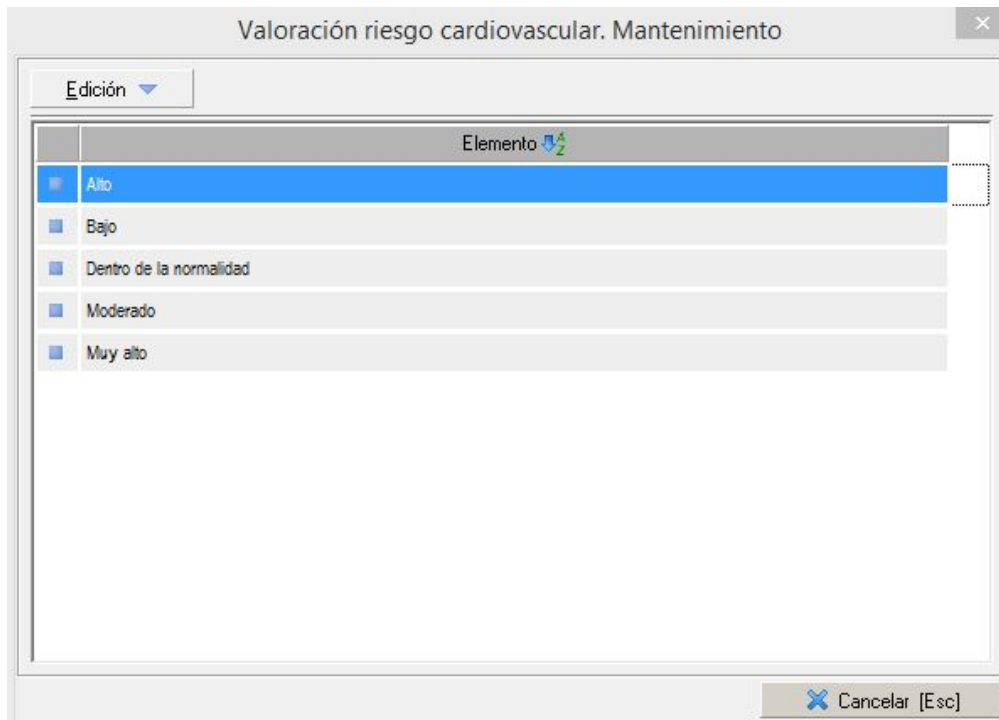 Valoración riesgo cardiovascular. Mantenimiento
Edición
Elemento
Alto
Bajo
Dentro de la normalidad
Moderado
Muy alto
Cancelar [Esc]